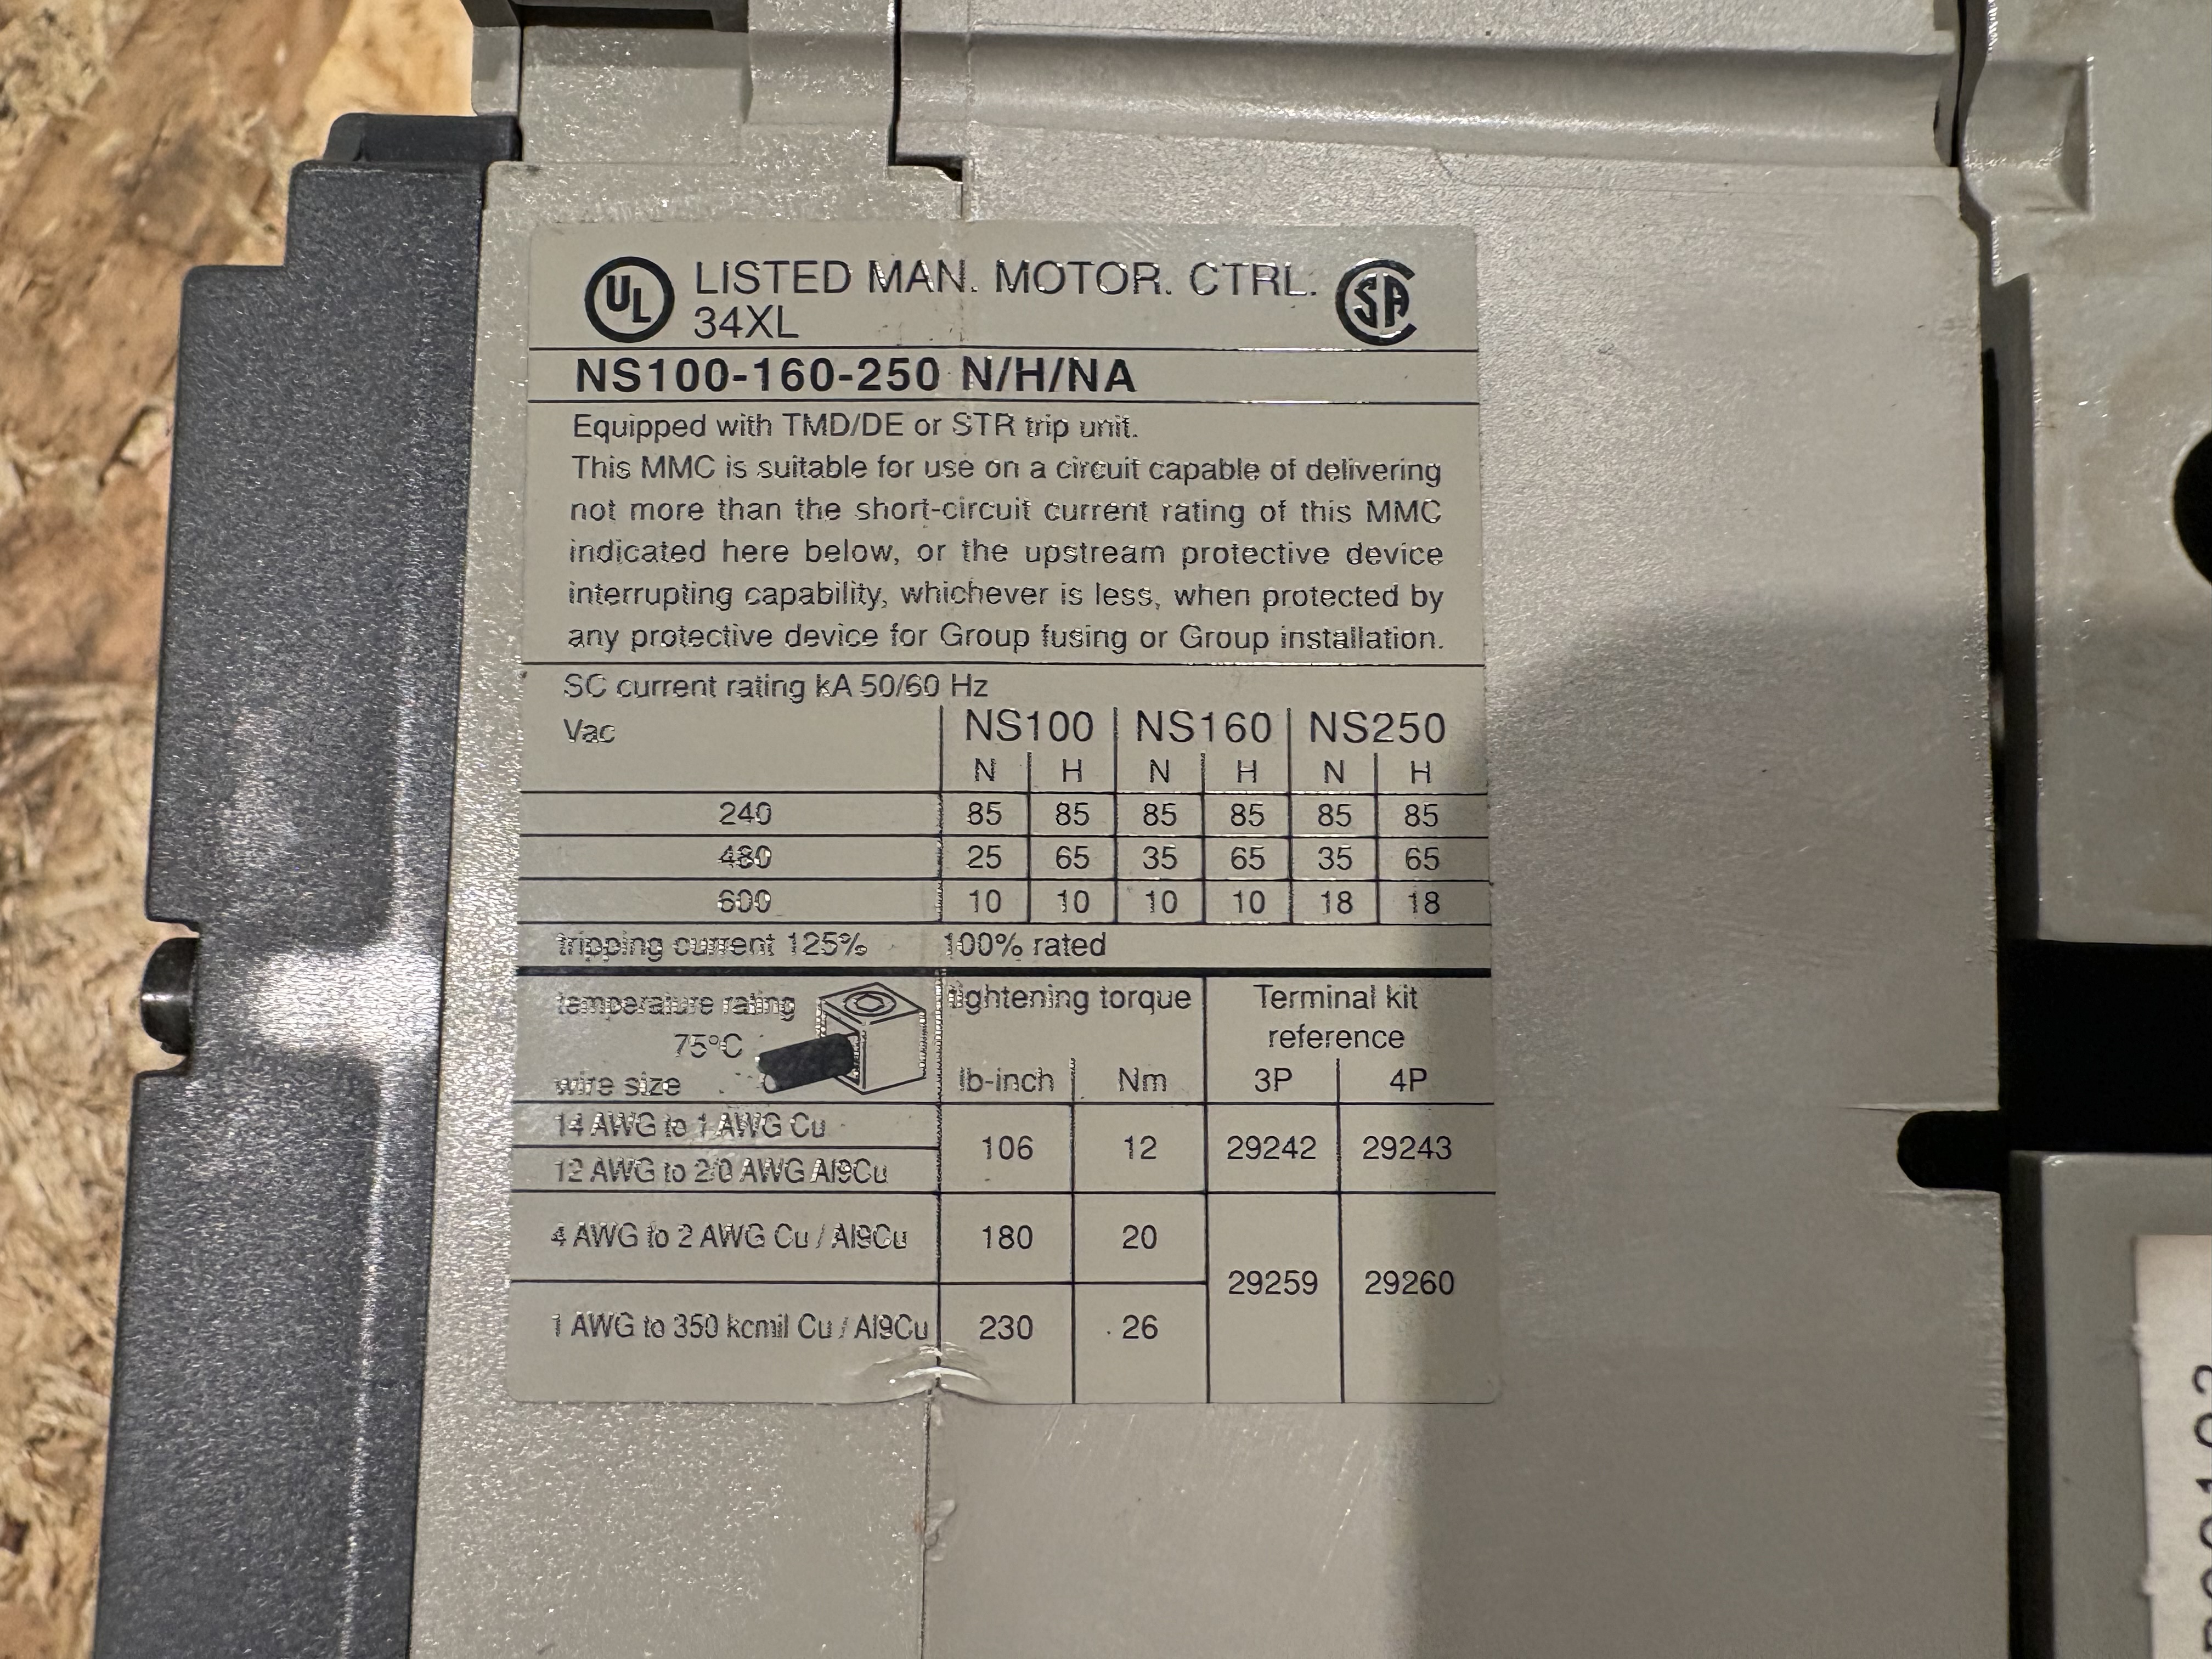 UL LISTED MAN. MOTOR. CTRL. SA
34XL
NS100-160-250 N/H/NA
Equipped with TMD/DE or STR trip unit.
This MMC is suitable for use on a circuit capable of delivering
not more than the short-circuit current rating of this MMC
indicated here below, or the upstream protective device
interrupting capability, whichever is less, when protected by
any protective device for Group fusing or Group installation.
SC current rating kA 50/60 Hz
Vac NS100 NS160 NS250
N H N H N H
240 85 85 85 85 85 85
480 25 65 35 65 35 65
600 10 10 10 10 18 18
tripping current 125% 100% rated
temperature rating tightening torque Terminal kit
75°C reference
wire size lb-inch Nm 3P 4P
14 AWG to 1 AWG Cu
106 12 29242 29243
12 AWG to 2/0 AWG Al9Cu
4 AWG to 2 AWG Cu / Al9Cu 180 20
29259 29260
1 AWG to 350 kcmil Cu / Al9Cu 230 26